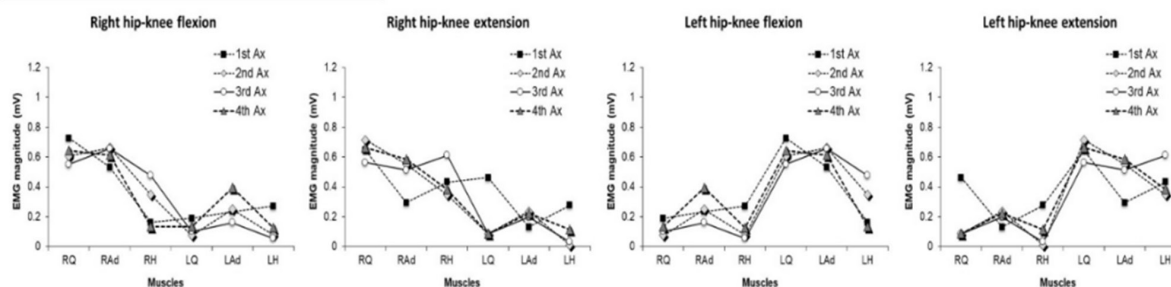 Right hip-knee flexion
1st Ax
2nd Ax
3rd Ax
4th Ax
EMG magnitude (mV)
1.2
1
0.8
0.6
0.4
0.2
0
RQ RAd RH LQ LAd LH
Muscles
Right hip-knee extension
1st Ax
2nd Ax
3rd Ax
4th Ax
EMG magnitude (mV)
1.2
1
0.8
0.6
0.4
0.2
0
RQ RAd RH LQ LAd LH
Muscles
Left hip-knee flexion
1st Ax
2nd Ax
3rd Ax
4th Ax
EMG magnitude (mV)
1.2
1
0.8
0.6
0.4
0.2
0
RQ RAd RH LQ LAd LH
Muscles
Left hip-knee extension
1st Ax
2nd Ax
3rd Ax
4th Ax
EMG magnitude (mV)
1.2
1
0.8
0.6
0.4
0.2
0
RQ RAd RH LQ LAd LH
Muscles